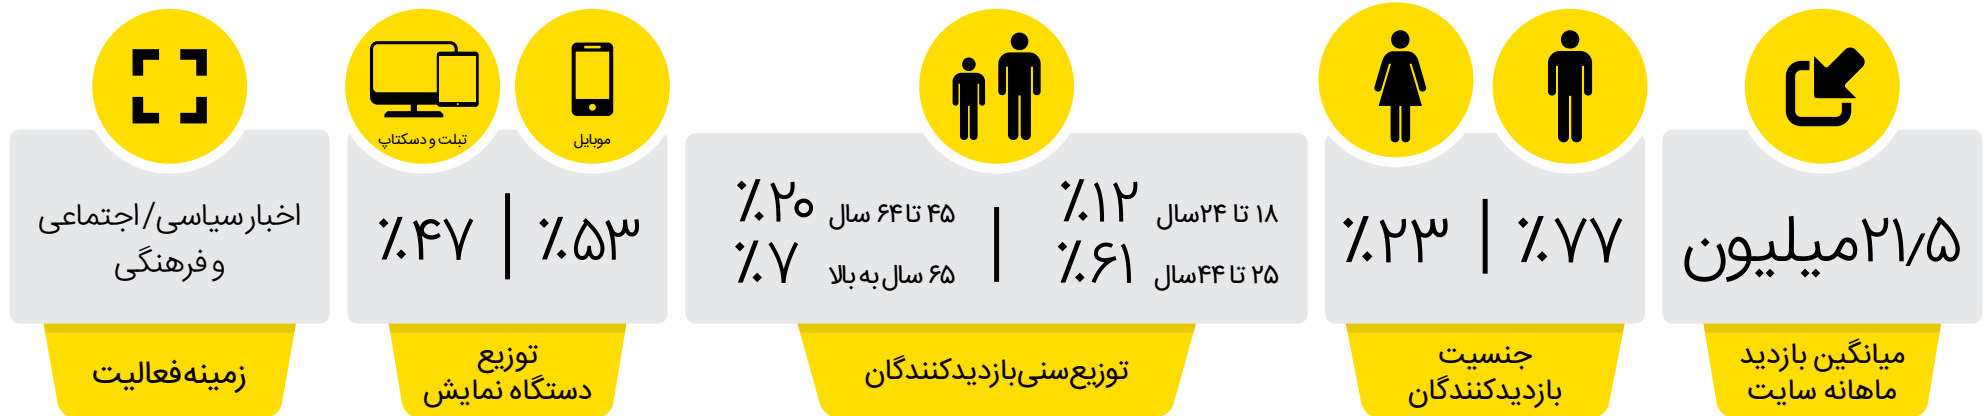 ۲۱٫۵ میلیون
میانگین بازدید
ماهانه سایت
٪۷۷ | ٪۲۳
جنسیت
بازدیدکنندگان
۱۸ تا ۲۴سال ٪۱۲
۲۵ تا ۴۴سال ٪۶۱
۴۵ تا ۶۴ سال ٪۲۰
۶۵ سال به بالا ٪۷
توزیع سنی بازدیدکنندگان
موبایل
تبلت و دسکتاپ
٪۵۳ | ٪۴۷
توزیع
دستگاه نمایش
اخبار سیاسی/ اجتماعی
و فرهنگی
زمینه فعالیت